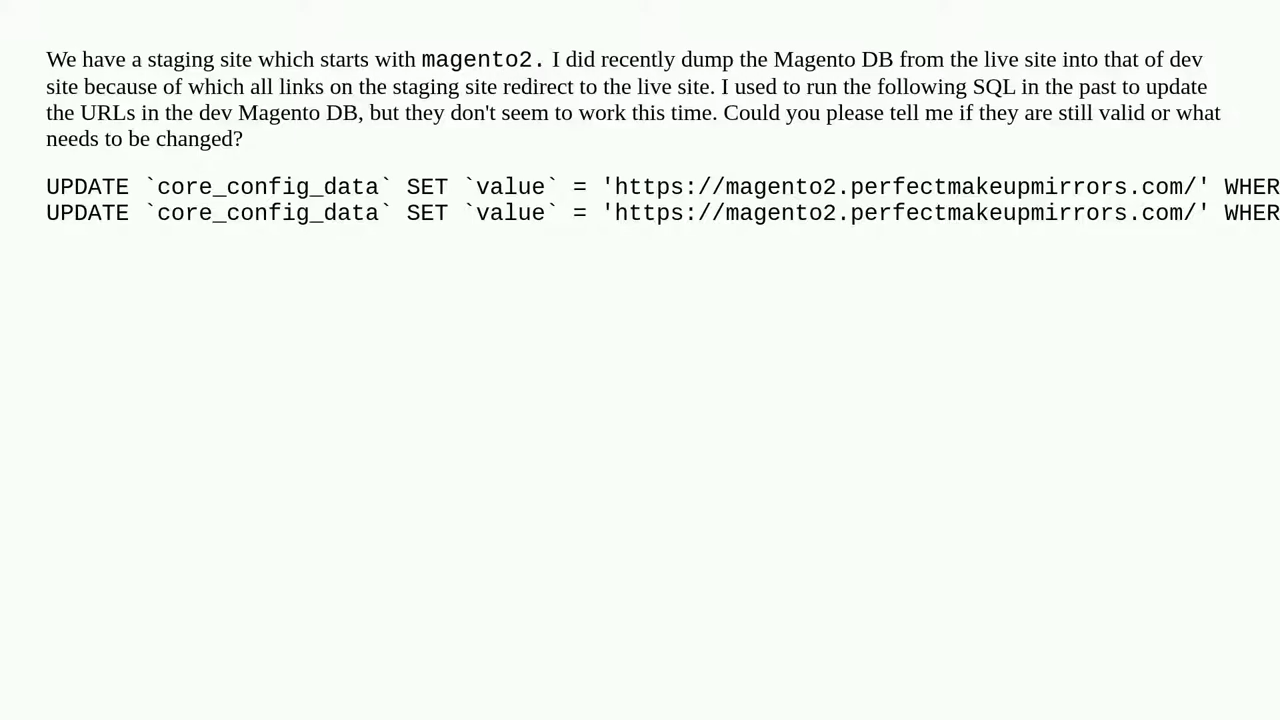 We have a staging site which starts with magento2. I did recently dump the Magento DB from the live site into that of dev
site because of which all links on the staging site redirect to the live site. I used to run the following SQL in the past to update
the URLs in the dev Magento DB, but they don't seem to work this time. Could you please tell me if they are still valid or what
needs to be changed?
UPDATE `core_config_data` SET `value` = 'https://magento2.perfectmakeupmirrors.com/' WHER
UPDATE `core_config_data` SET `value` = 'https://magento2.perfectmakeupmirrors.com/' WHER